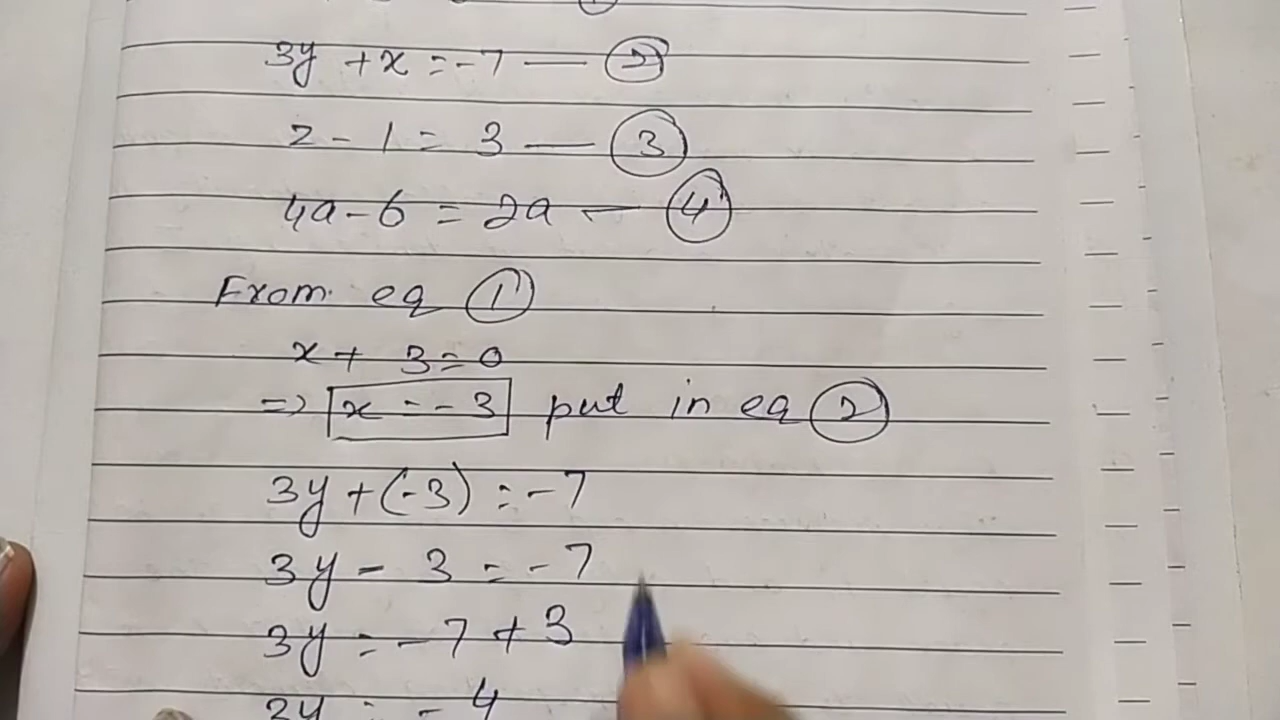 3y + x = -7 — ②
z - 1 = 3 — ③
4a - 6 = 2a — ④
From eq ①
x + 3 = 0
=> x = -3 put in eq ②
3y + (-3) = -7
3y - 3 = -7
3y = -7 + 3
3y = -4